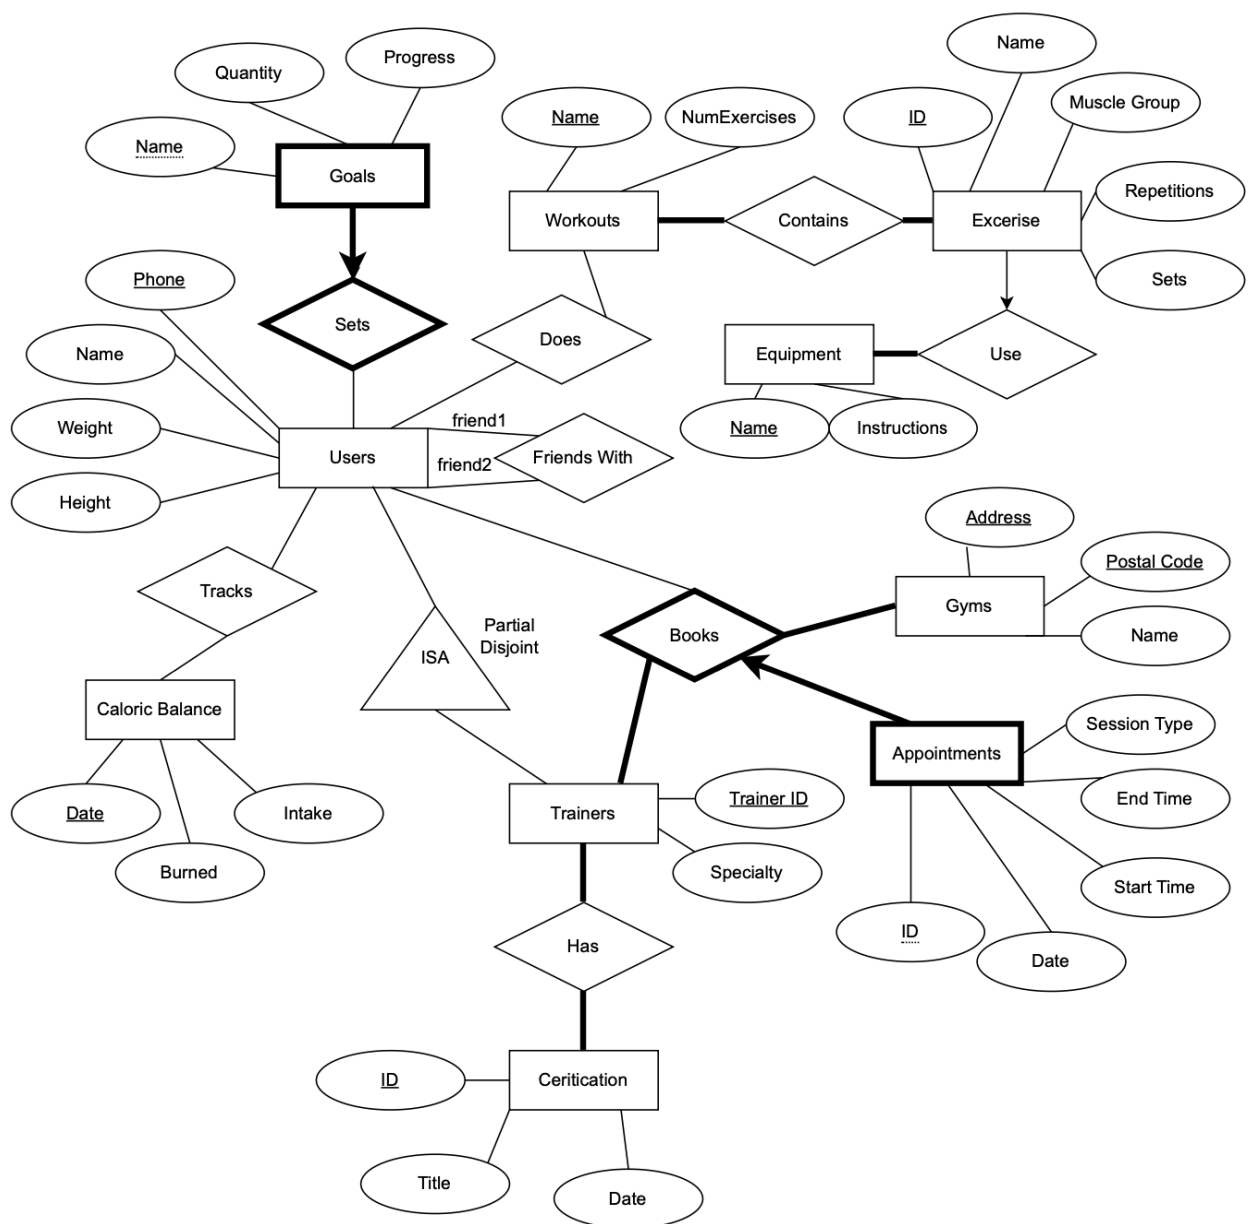 Name
Progress
Quantity
Name
NumExercises
ID
Muscle Group
Name
Goals
Repetitions
Workouts
Contains
Excerise
Phone
Sets
Sets
Name
Does
Equipment
Use
Weight
friend1
Name
Instructions
Users
friend2
Friends With
Height
Address
Postal Code
Tracks
Gyms
Partial
Disjoint
Books
Name
ISA
Caloric Balance
Session Type
Appointments
Trainer ID
End Time
Date
Intake
Trainers
Burned
Specialty
Start Time
ID
Has
Date
ID
Ceritication
Title
Date